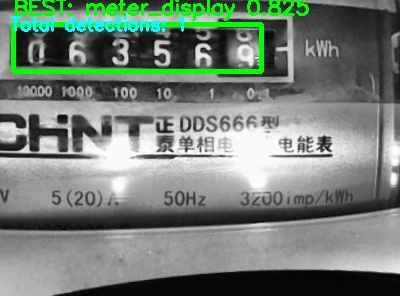 BEST: meter_display 0.825
Total detections: 1
0 6 3 5 6 9 kWh
10000 1000 100 10 1 0.1
CHNT 正 DDS666型
泰单相电 电能表
V 5(20)A 50Hz 3200imp/kWh